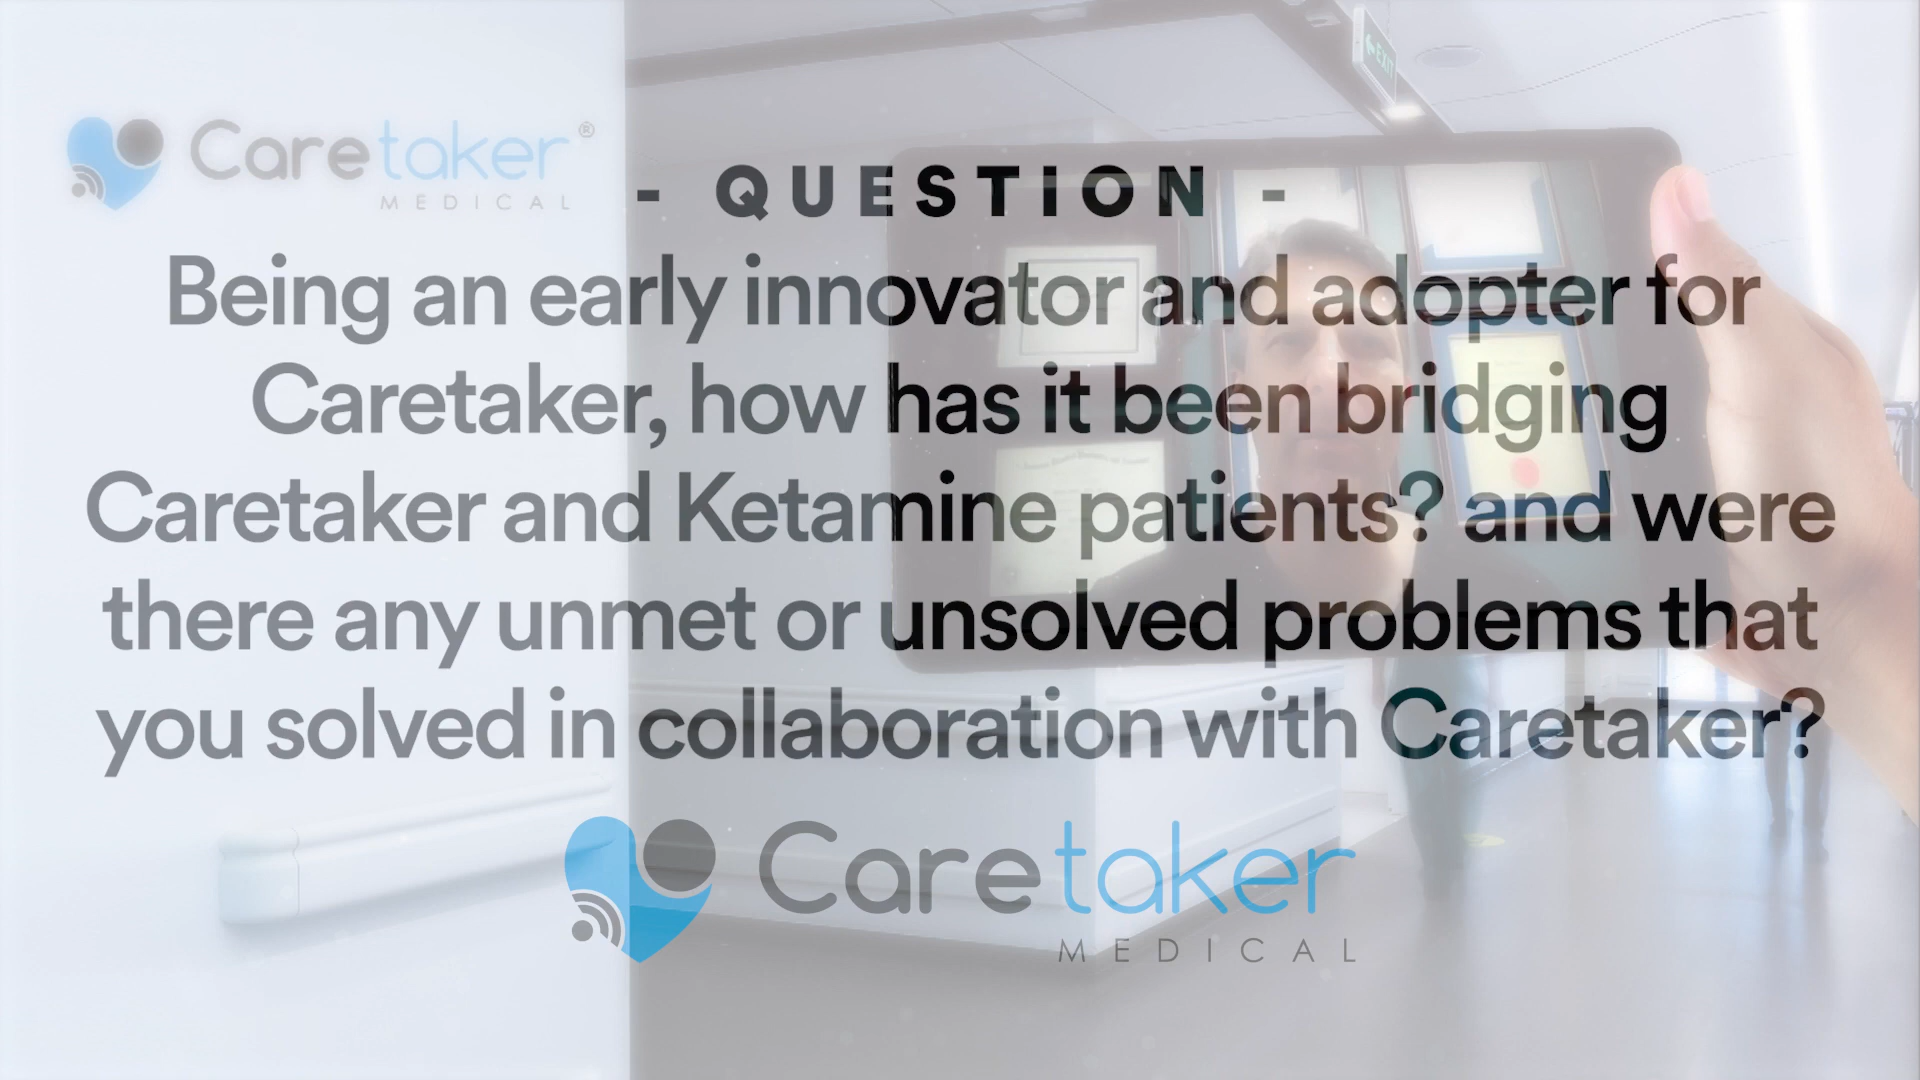 Caretaker®
MEDICAL
EXIT
- QUESTION -
Being an early innovator and adopter for
Caretaker, how has it been bridging
Caretaker and Ketamine patients? and were
there any unmet or unsolved problems that
you solved in collaboration with Caretaker?
Caretaker
MEDICAL